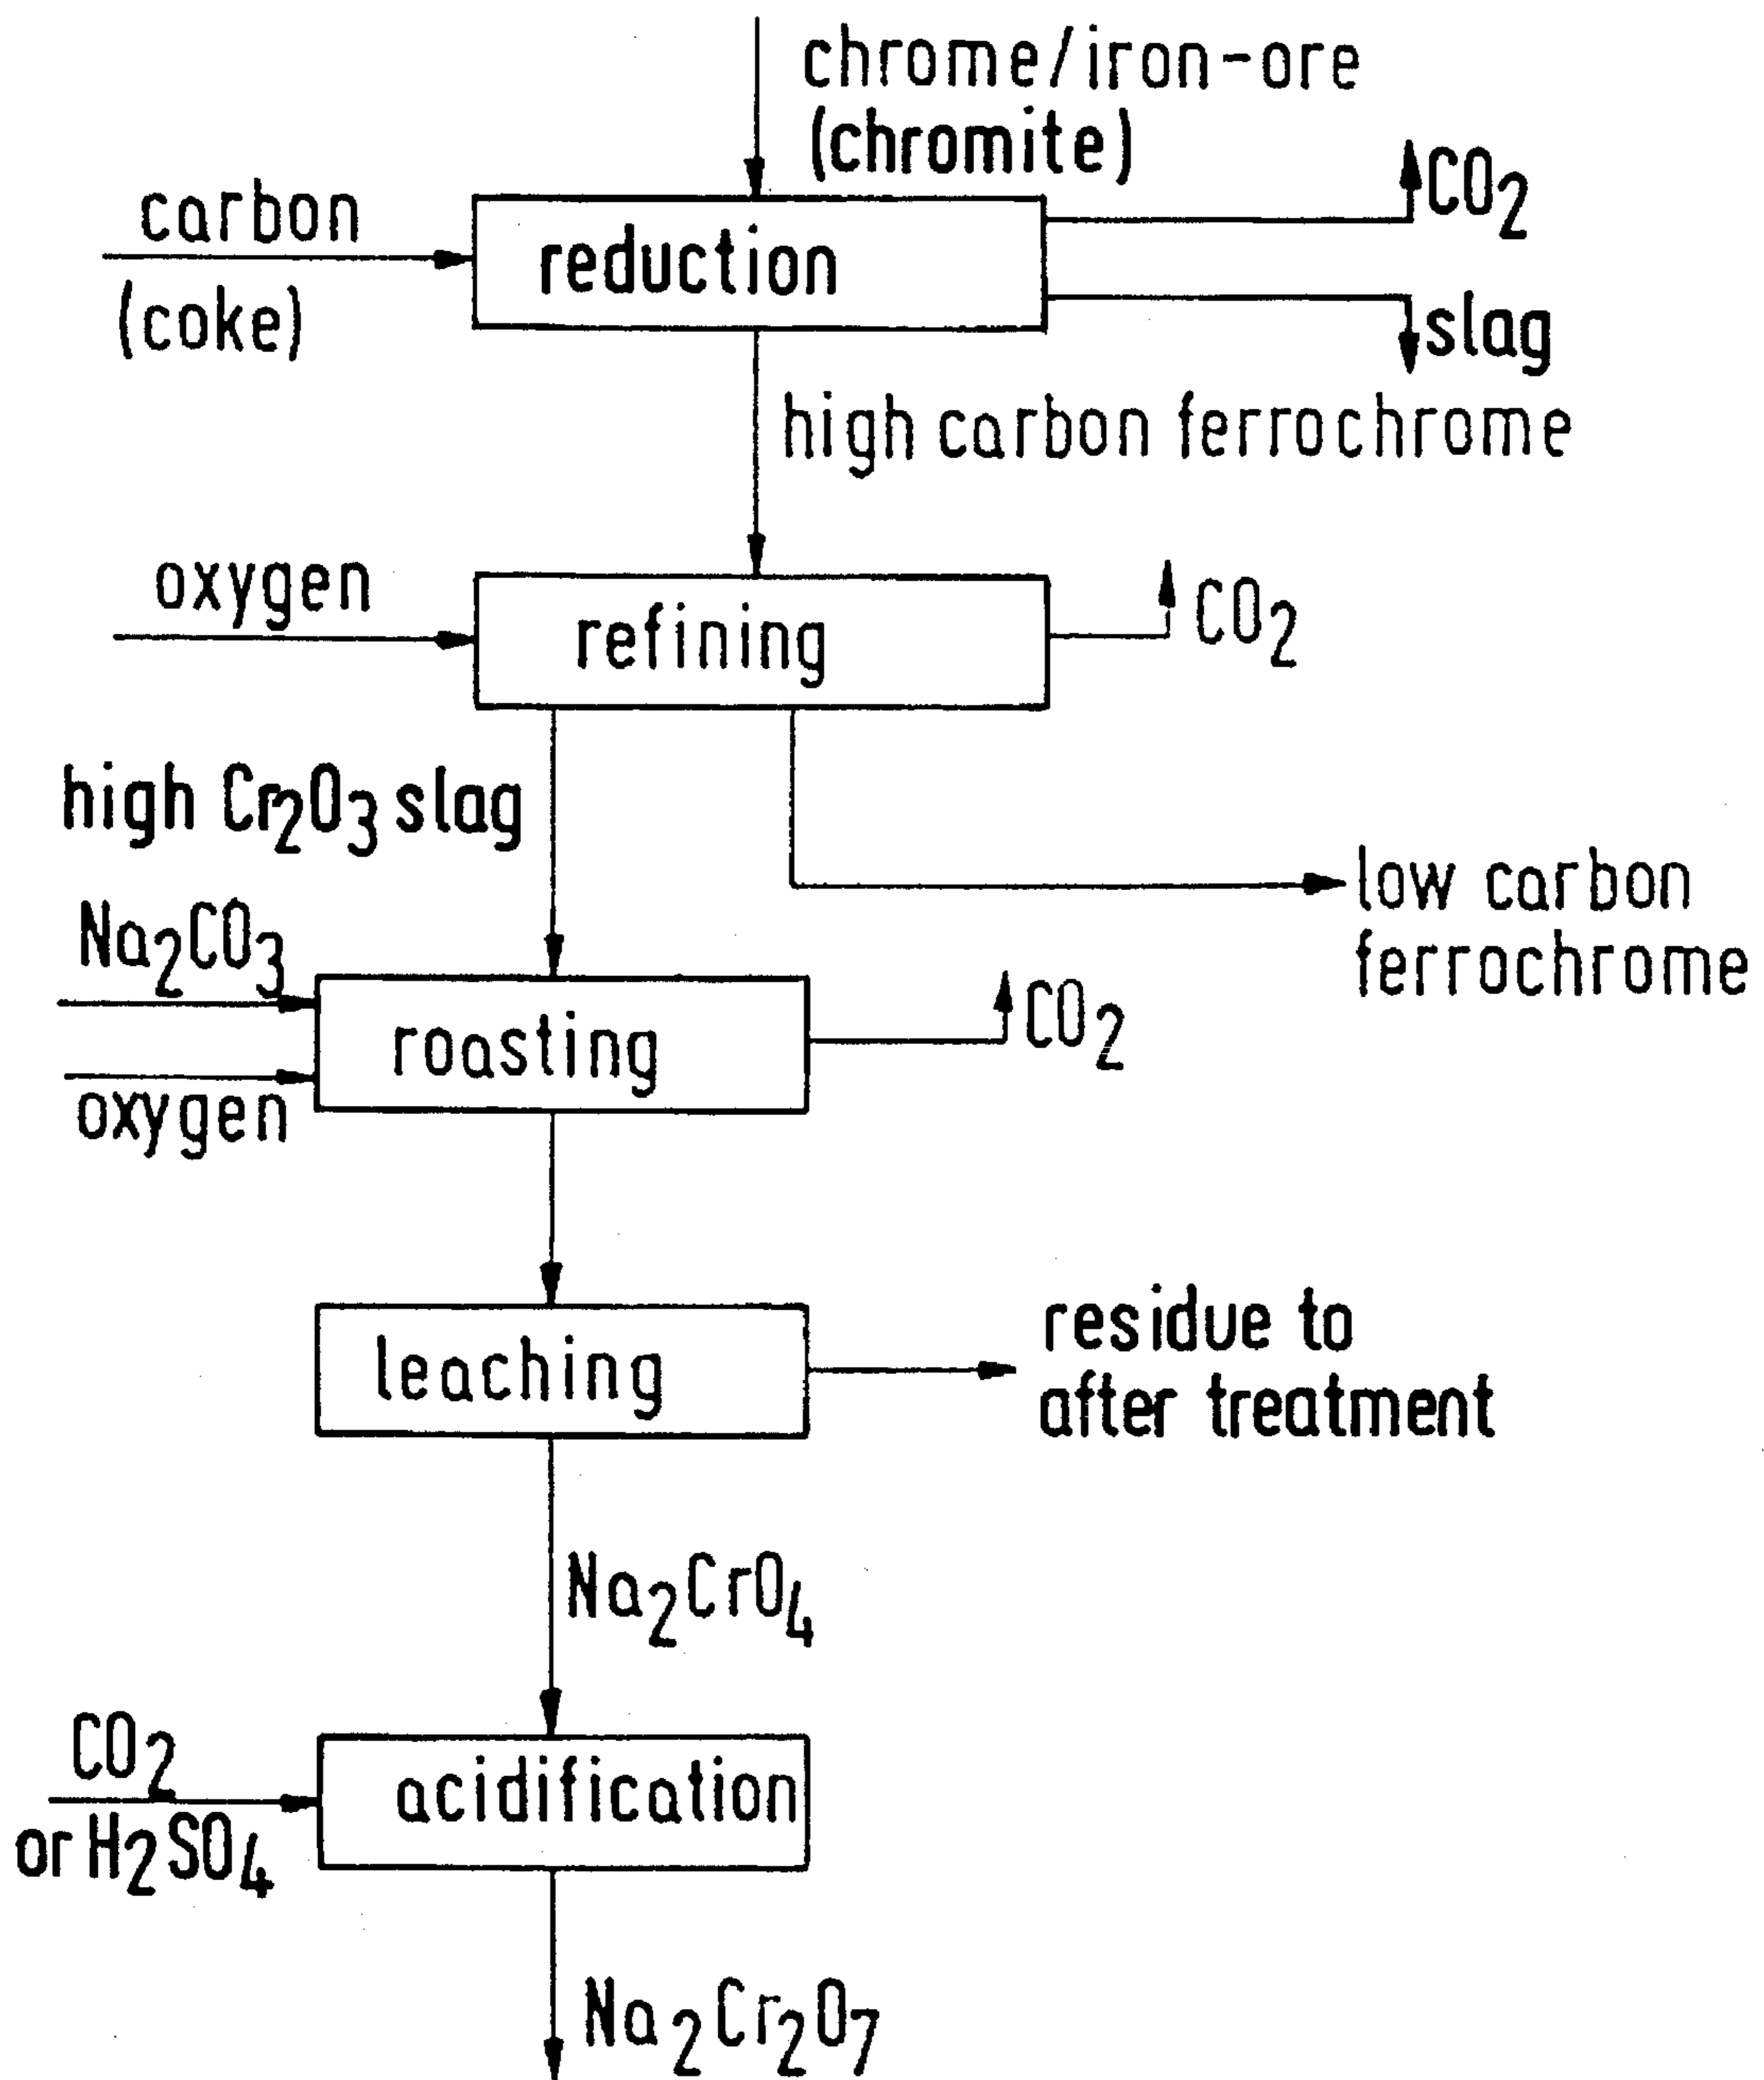 chrome/iron-ore
(chromite)
CO2
carbon
(coke)
reduction
slag
high carbon ferrochrome
oxygen
refining
CO2
high Cr2O3 slag
low carbon
ferrochrome
Na2CO3
oxygen
roasting
CO2
leaching
residue to
after treatment
Na2CrO4
CO2
or H2SO4
acidification
Na2Cr2O7